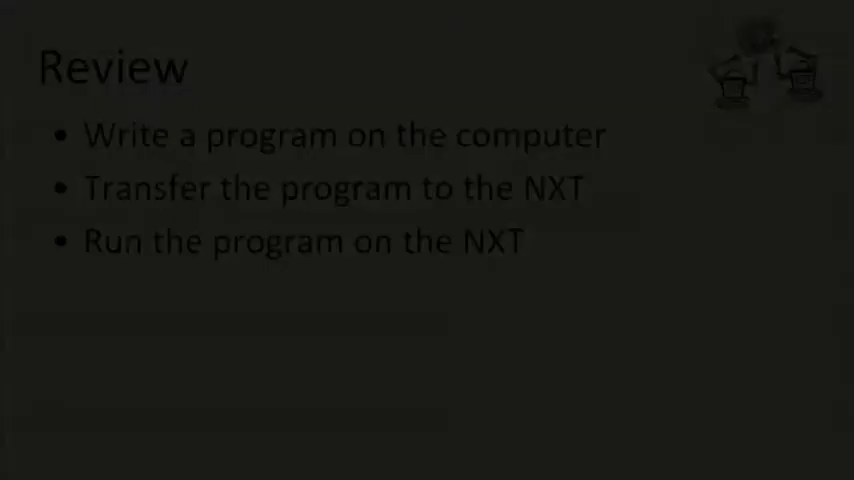 Review
• Write a program on the computer
• Transfer the program to the NXT
• Run the program on the NXT